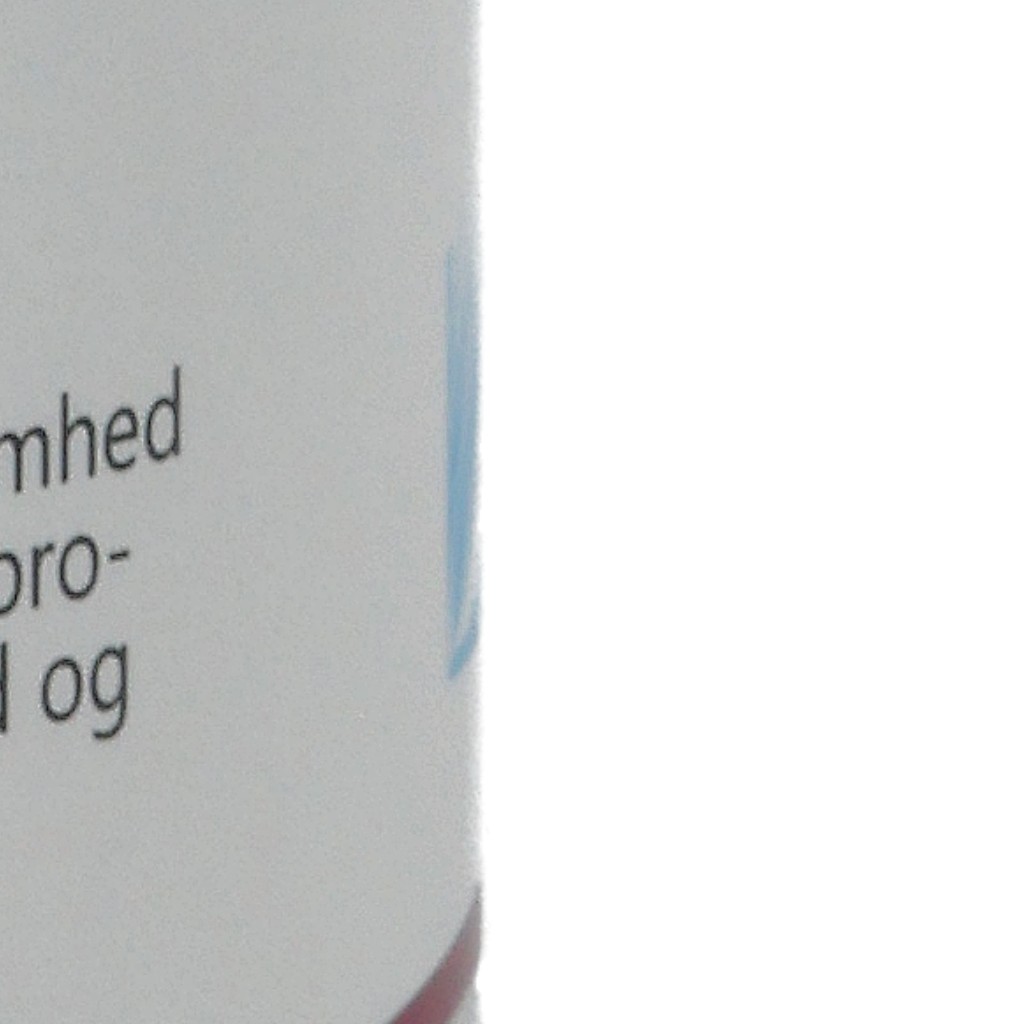 mhed
pro-
og